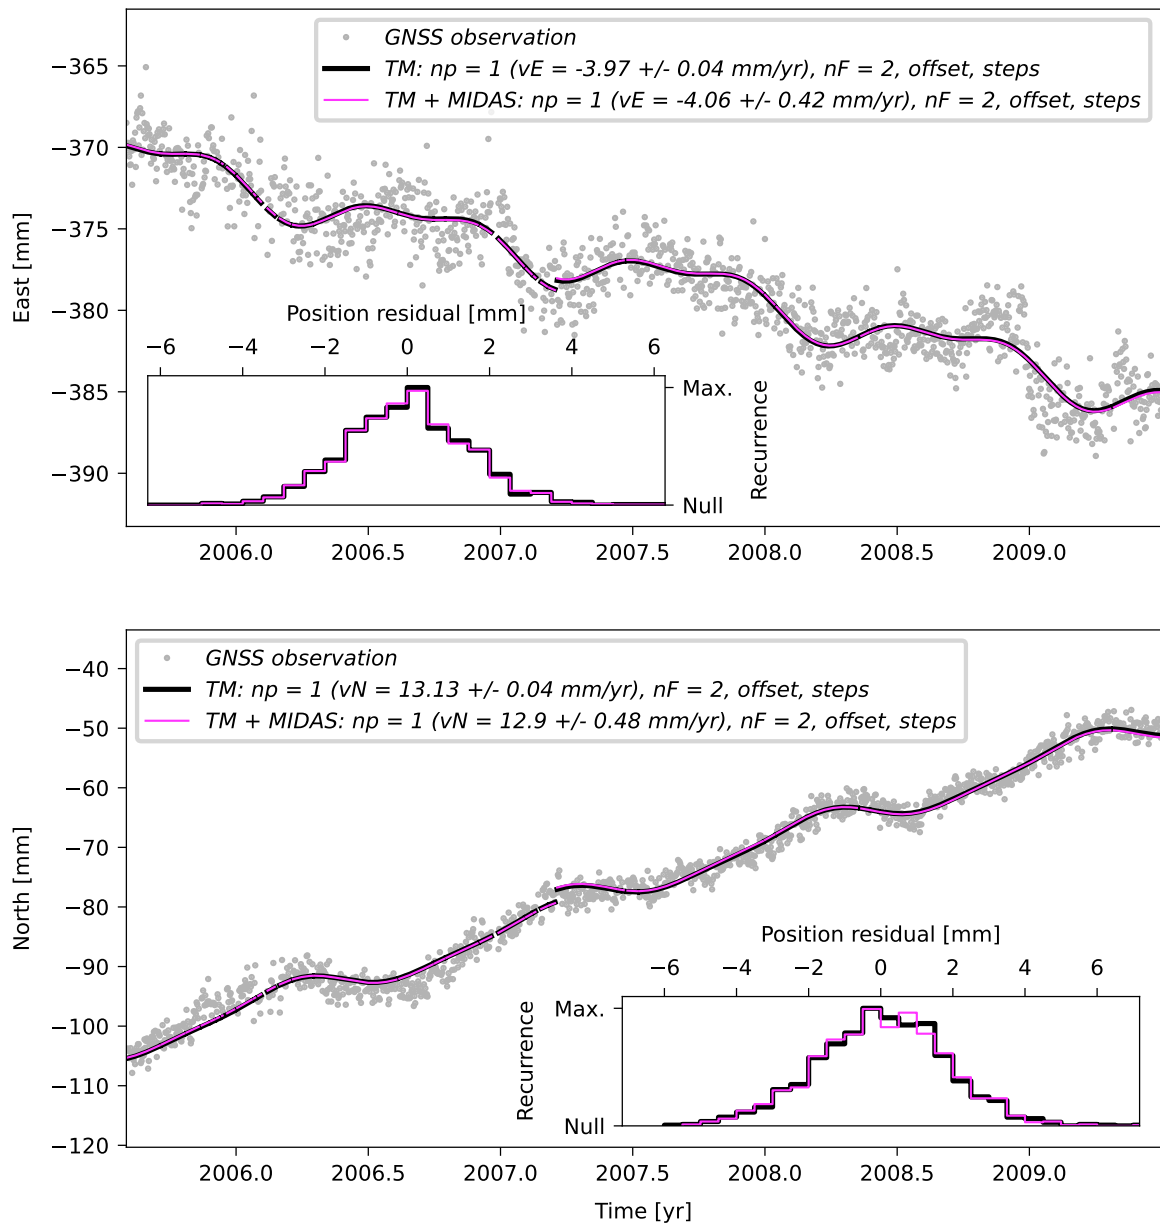 GNSS observation
TM: np = 1 (vE = -3.97 +/- 0.04 mm/yr), nF = 2, offset, steps
TM + MIDAS: np = 1 (vE = -4.06 +/- 0.42 mm/yr), nF = 2, offset, steps
−365
−370
−375
−380
−385
−390
East [mm]
Position residual [mm]
−6 −4 −2 0 2 4 6
Max.
Null
Recurrence
2006.0 2006.5 2007.0 2007.5 2008.0 2008.5 2009.0
GNSS observation
TM: np = 1 (vN = 13.13 +/- 0.04 mm/yr), nF = 2, offset, steps
TM + MIDAS: np = 1 (vN = 12.9 +/- 0.48 mm/yr), nF = 2, offset, steps
−40
−50
−60
−70
−80
−90
−100
−110
−120
North [mm]
Position residual [mm]
−6 −4 −2 0 2 4 6
Max.
Null
Recurrence
2006.0 2006.5 2007.0 2007.5 2008.0 2008.5 2009.0
Time [yr]